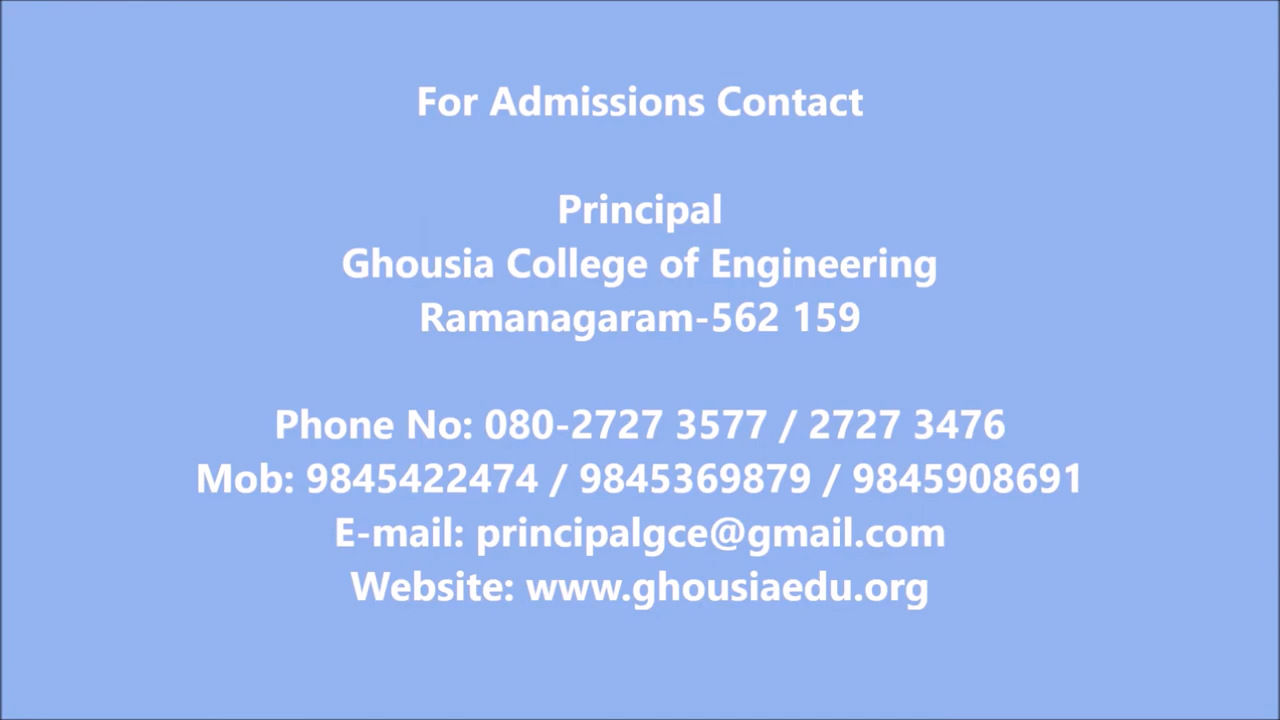 For Admissions Contact
Principal
Ghousia College of Engineering
Ramanagaram-562 159
Phone No: 080-2727 3577 / 2727 3476
Mob: 9845422474 / 9845369879 / 9845908691
E-mail: principalgce@gmail.com
Website: www.ghousiaedu.org